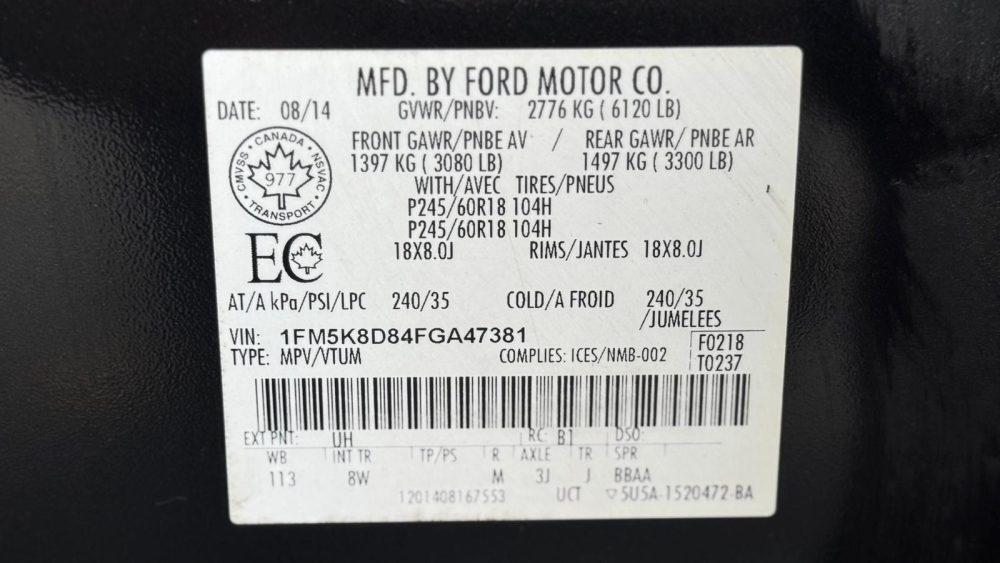 MFD. BY FORD MOTOR CO.
DATE: 08/14 GVWR/PNBV: 2776 KG ( 6120 LB)
FRONT GAWR/PNBE AV / REAR GAWR/ PNBE AR
1397 KG ( 3080 LB) 1497 KG ( 3300 LB)
WITH/AVEC TIRES/PNEUS
P245/60R18 104H
P245/60R18 104H
18X8.0J RIMS/JANTES 18X8.0J
CMVSS • CANADA • NSVAC • TRANSPORT •
977
EC
AT/A kPa/PSI/LPC 240/35 COLD/A FROID 240/35
/JUMELEES
VIN: 1FM5K8D84FGA47381 F0218
TYPE: MPV/VTUM COMPLIES: ICES/NMB-002 T0237
EXT PNT: UH RC: B1 DSO:
WB INT TR TP/PS R AXLE TR SPR
113 8W M 3J J BBAA
1201408167553 UCT ▽5U5A-1520472-BA